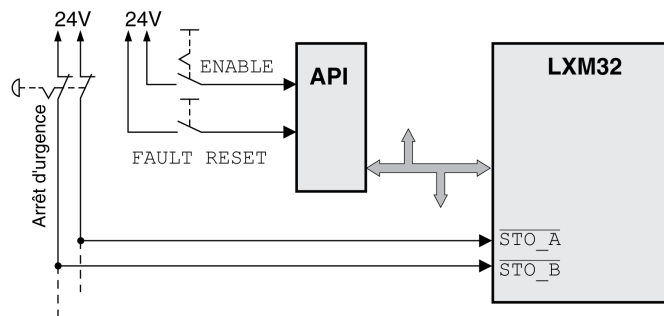 24V 24V
ENABLE
API
LXM32
FAULT RESET
Arrêt d'urgence
STO_A
STO_B